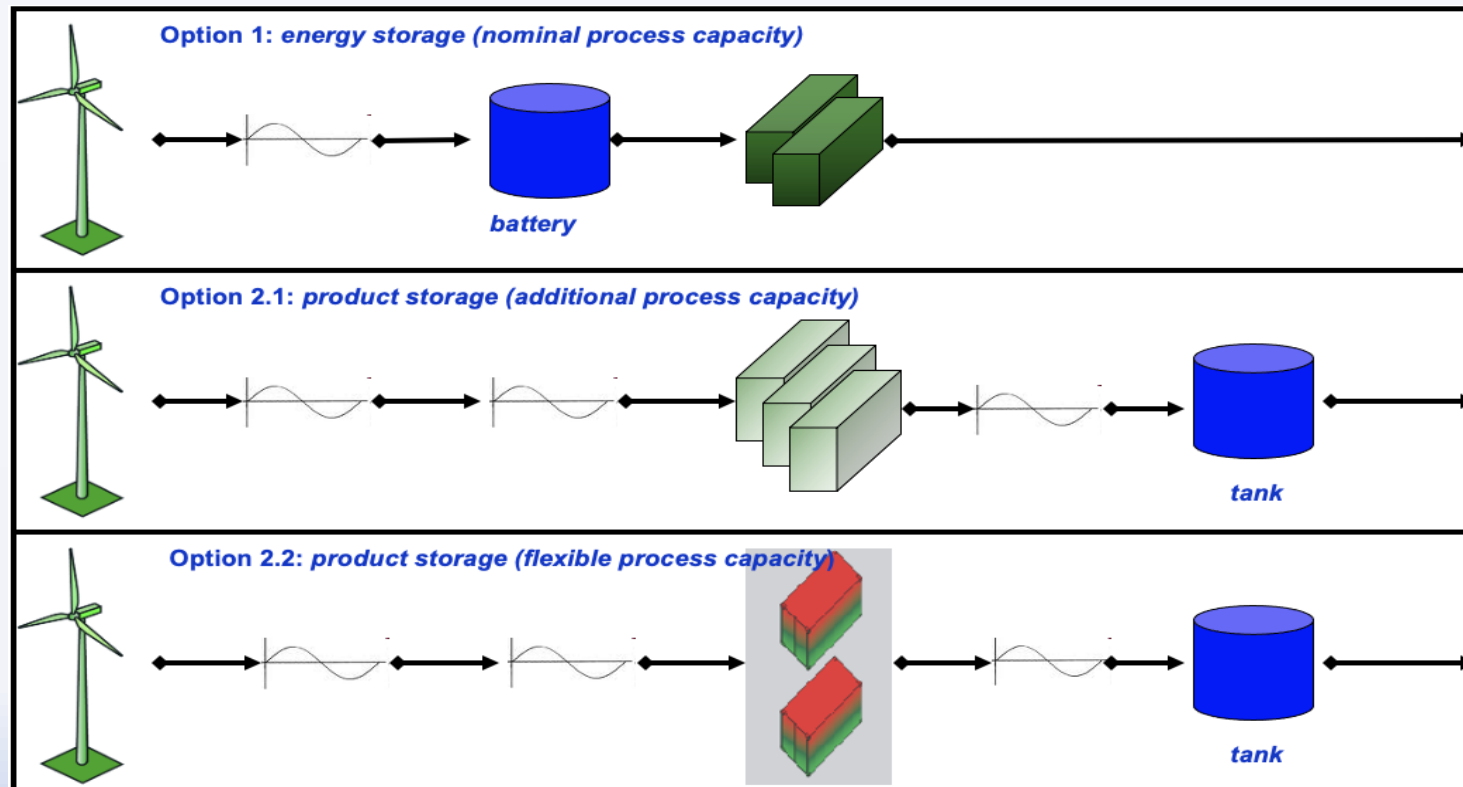 Option 1: energy storage (nominal process capacity)
battery
Option 2.1: product storage (additional process capacity)
tank
Option 2.2: product storage (flexible process capacity)
tank